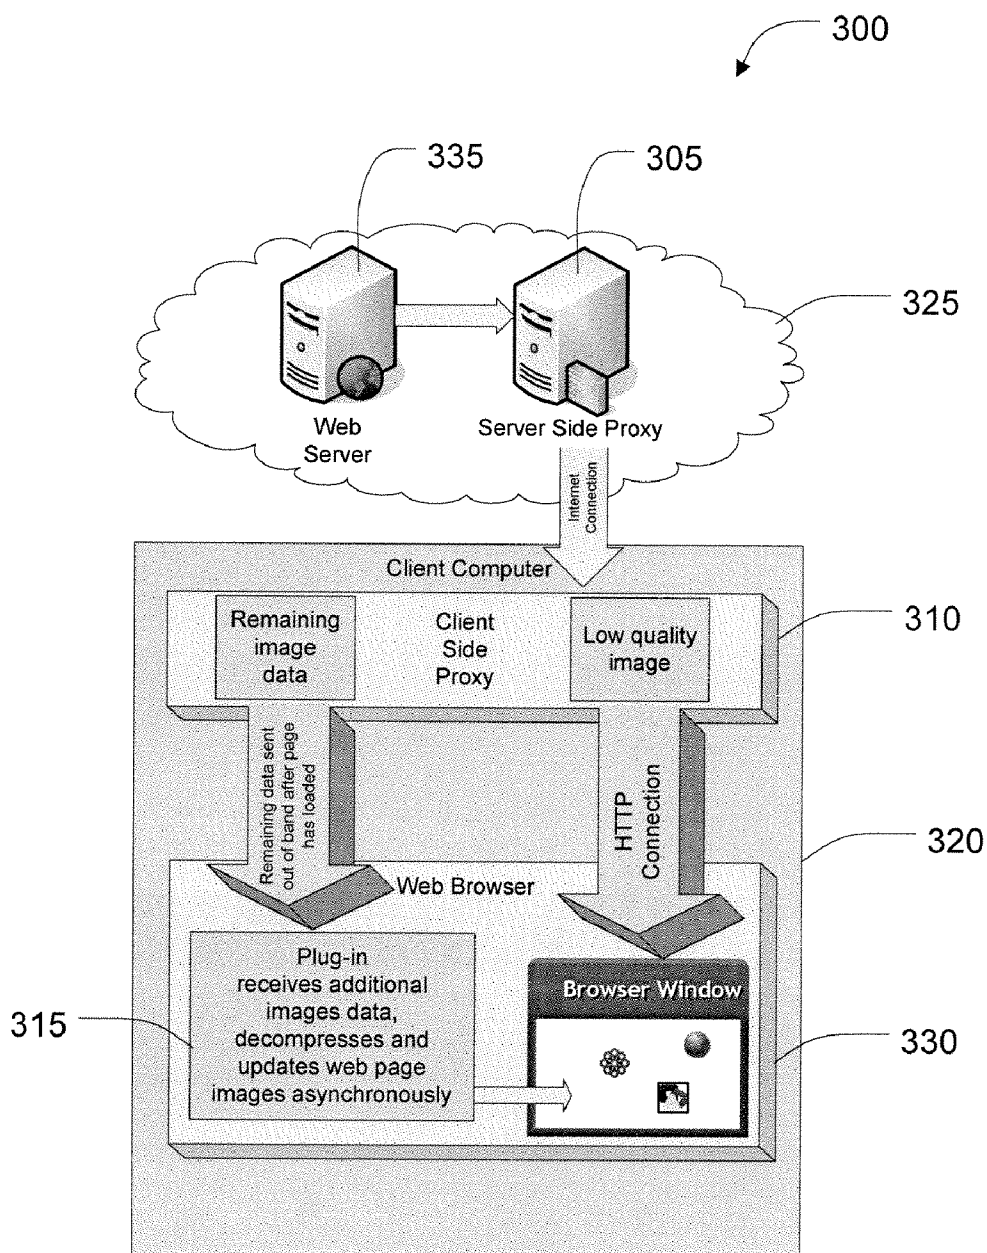 300
335
305
325
Web
Server
Server Side Proxy
Internet
Connection
Client Computer
Remaining
image
data
Client
Side
Proxy
Low quality
image
310
Remaining data sent
out of band after page
has loaded
HTTP
Connection
320
Web Browser
Plug-in
receives additional
images data,
decompresses and
updates web page
images asynchronously
315
Browser Window
330